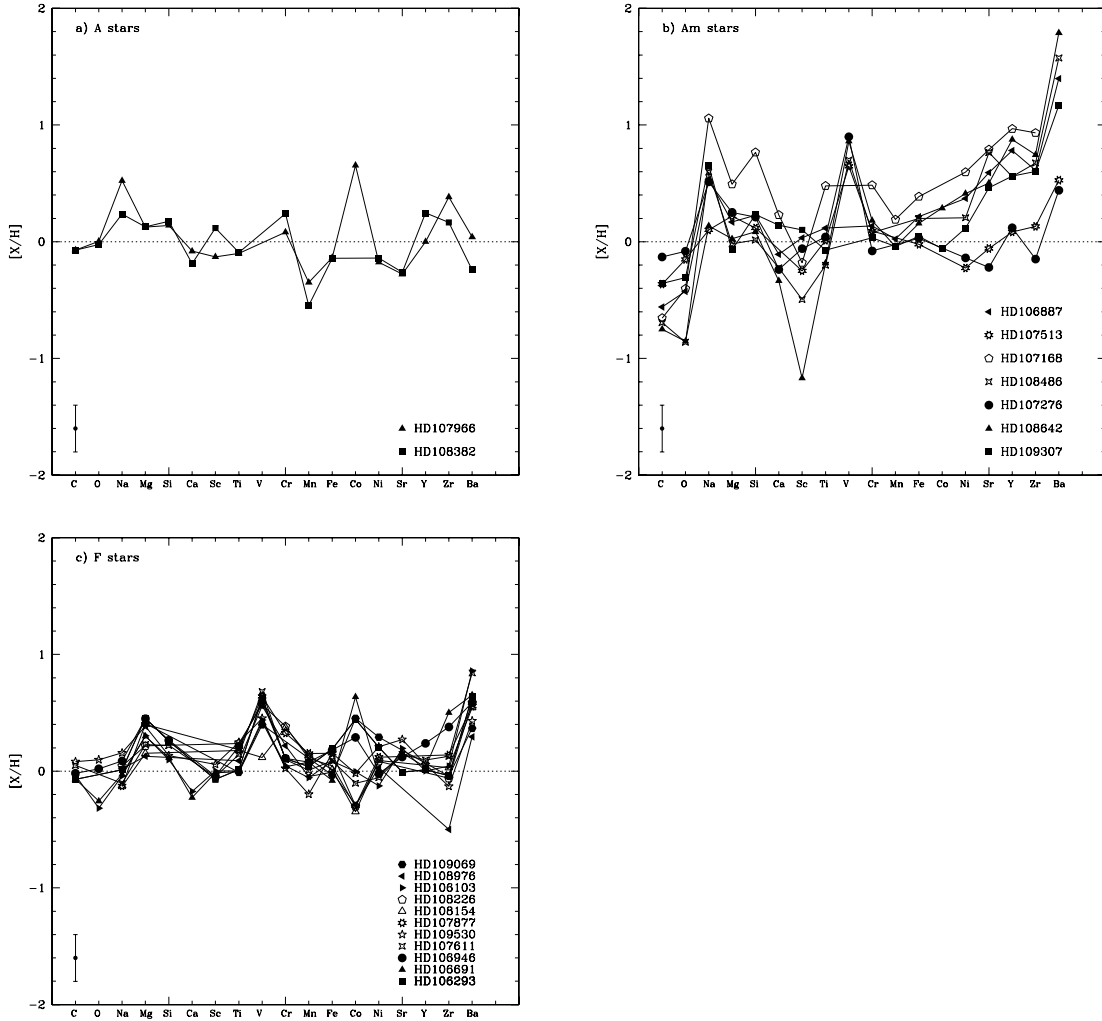 2
a) A stars
1
[X/H]
0
−1
HD107966
HD108382
−2
C O Na Mg Si Ca Sc Ti V Cr Mn Fe Co Ni Sr Y Zr Ba
2
b) Am stars
1
[X/H]
0
HD106887
HD107513
−1
HD107168
HD108486
HD107276
HD108642
HD109307
−2
C O Na Mg Si Ca Sc Ti V Cr Mn Fe Co Ni Sr Y Zr Ba
2
c) F stars
1
[X/H]
0
HD109069
−1
HD108976
HD106103
HD108226
HD108154
HD107877
HD109530
HD107611
HD106946
HD106691
HD106293
−2
C O Na Mg Si Ca Sc Ti V Cr Mn Fe Co Ni Sr Y Zr Ba